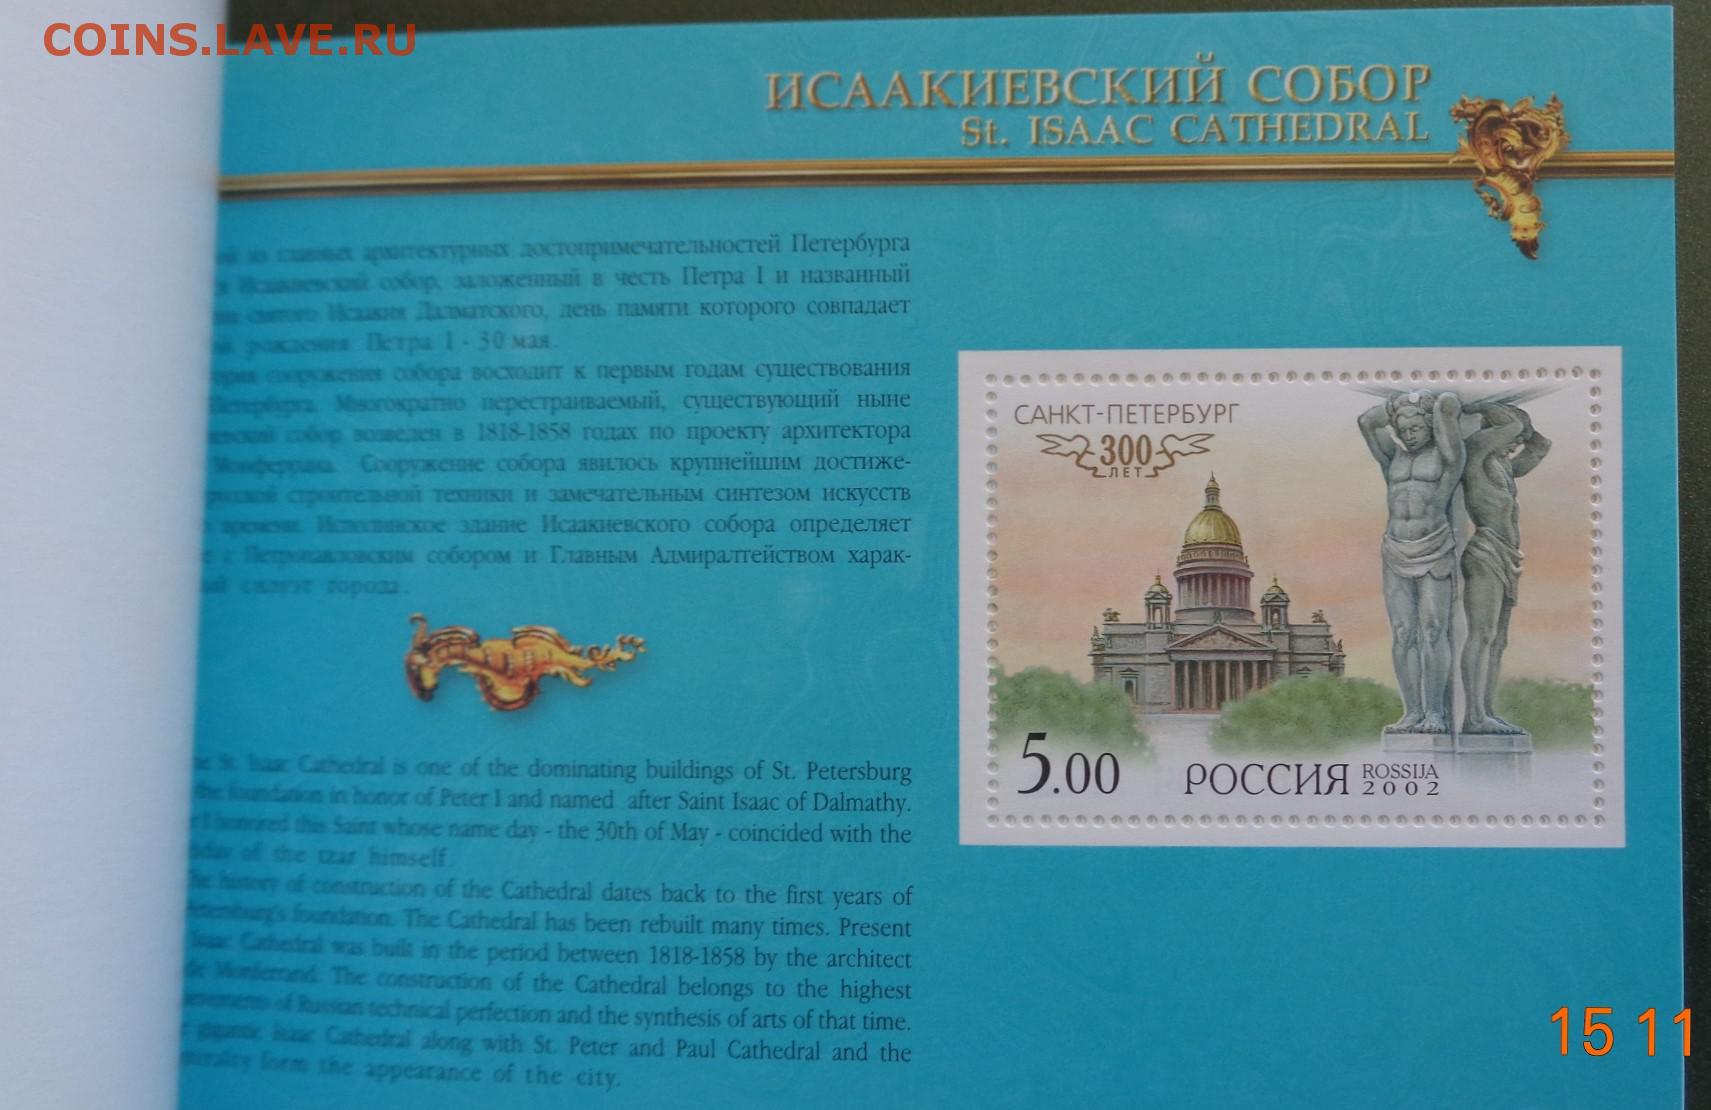 COINS.LAVE.RU
ИСААКИЕВСКИЙ СОБОР
St. ISAAC CATHEDRAL
из главных архитектурных достопримечательностей Петербурга
Исаакиевский собор, заложенный в честь Петра I и названный
святого Исаакия Далматского, день памяти которого совпадает
рождения Петра I - 30 мая.
сооружения собора восходит к первым годам существования
Петербурга. Многократно перестраиваемый, существующий ныне
собор возведен в 1818-1858 годах по проекту архитектора
Монферрана. Сооружение собора явилось крупнейшим достиже-
строительной техники и замечательным синтезом искусств
времени. Исполинское здание Исаакиевского собора определяет
с Петропавловским собором и Главным Адмиралтейством харак-
силуэт города.
St. Isaac Cathedral is one of the dominating buildings of St. Petersburg
the foundation in honor of Peter I and named after Saint Isaac of Dalmathy.
I honored this Saint whose name day - the 30th of May - coincided with the
of the tzar himself.
history of construction of the Cathedral dates back to the first years of
foundation. The Cathedral has been rebuilt many times. Present
Isaac Cathedral was built in the period between 1818-1858 by the architect
de Monferrand. The construction of the Cathedral belongs to the highest
of Russian technical perfection and the synthesis of arts of that time.
gigantic Isaac Cathedral along with St. Peter and Paul Cathedral and the
form the appearance of the city.
САНКТ-ПЕТЕРБУРГ
300
ЛЕТ
5.00 РОССИЯ ROSSIJA
2002
15 11